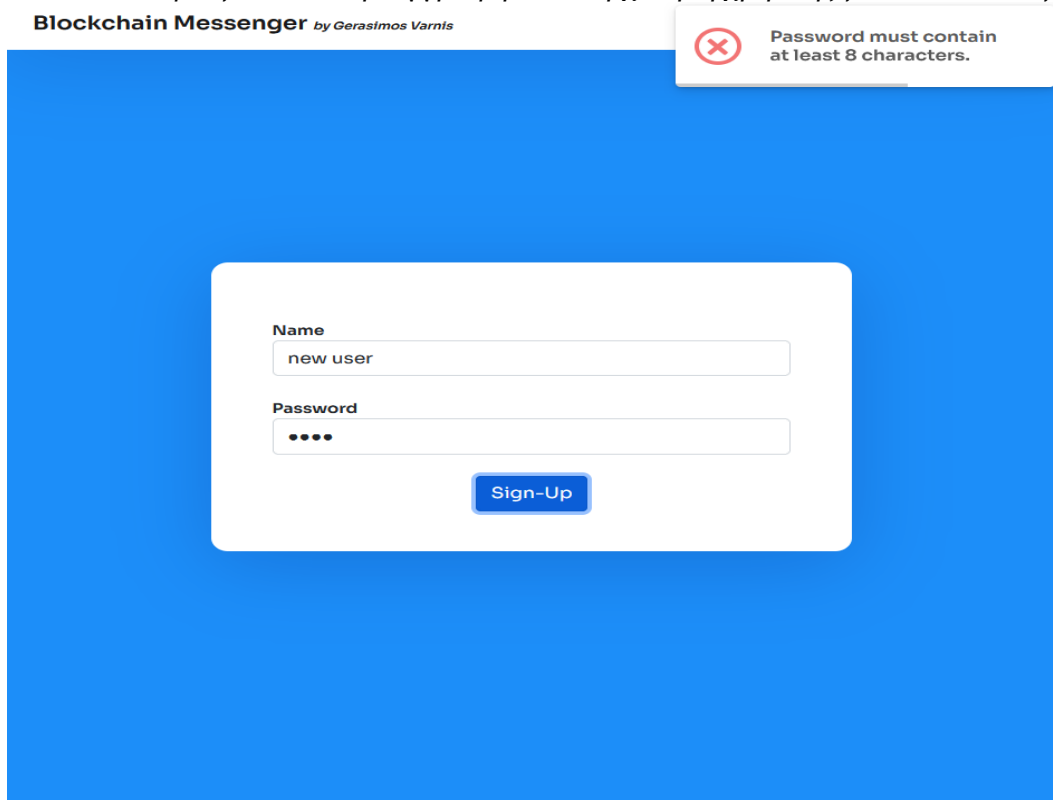 Blockchain Messenger by Gerasimos Varnis
Password must contain
at least 8 characters.
Name
new user
Password
••••
Sign-Up